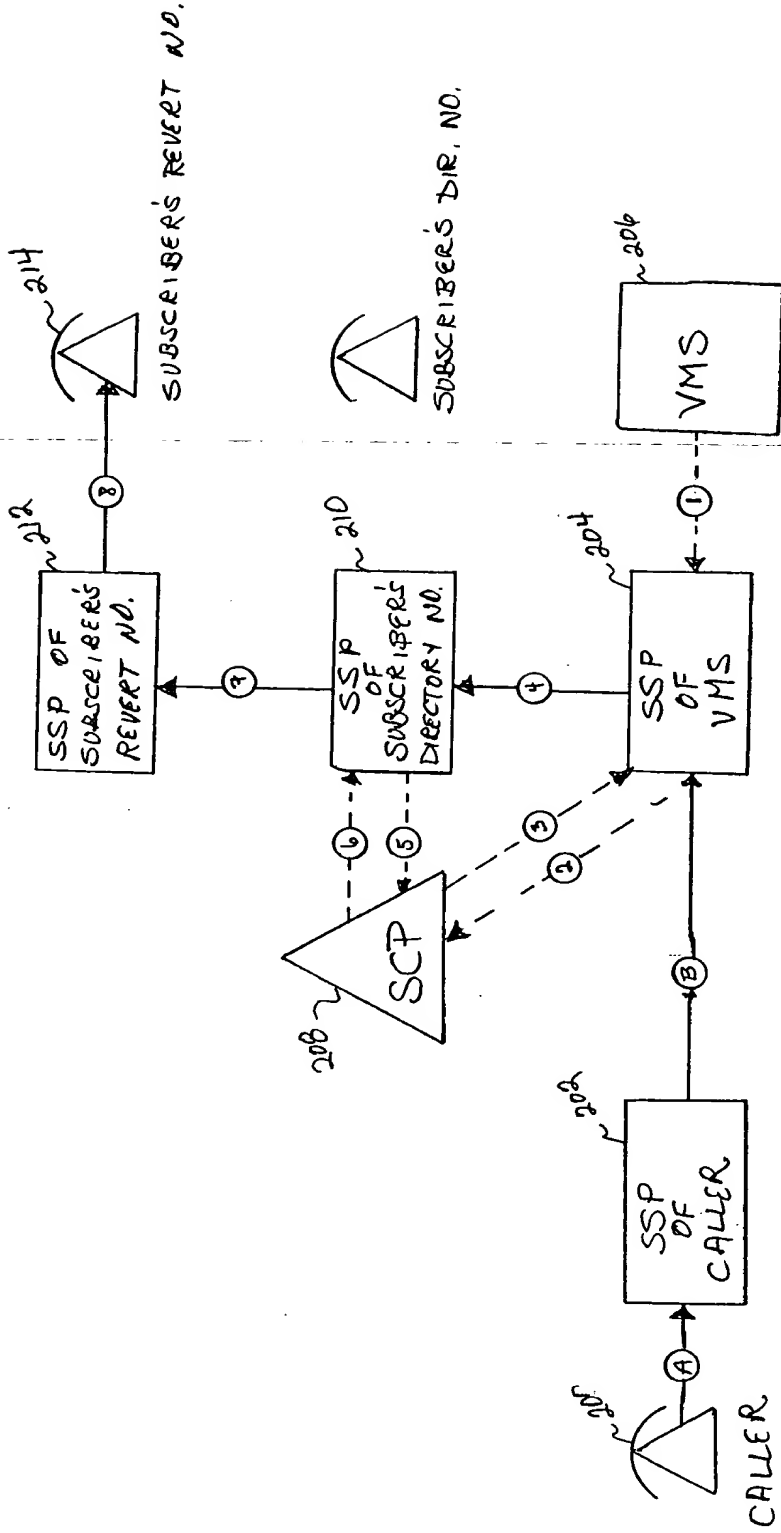 214
SUBSCRIBER'S REVERT NO.
8
212
SSP OF
SUBSCRIBER'S
REVERT NO.
7
SUBSCRIBER'S DIR. NO.
210
SSP
OF
SUBSCRIBER'S
DIRECTORY NO.
6
5
208
SCP
4
3
2
206
VMS
1
204
SSP
OF
VMS
B
202
SSP
OF
CALLER
A
CALLER